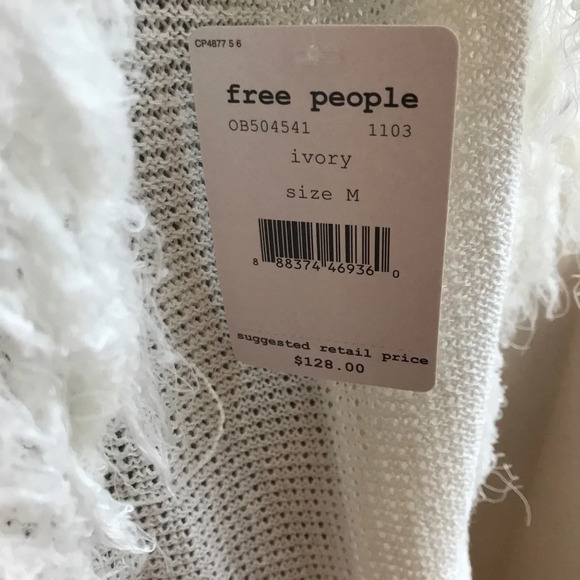 CP4877 5 6
free people
OB504541 1103
ivory
size M
8 88374 46936 0
suggested retail price
$128.00